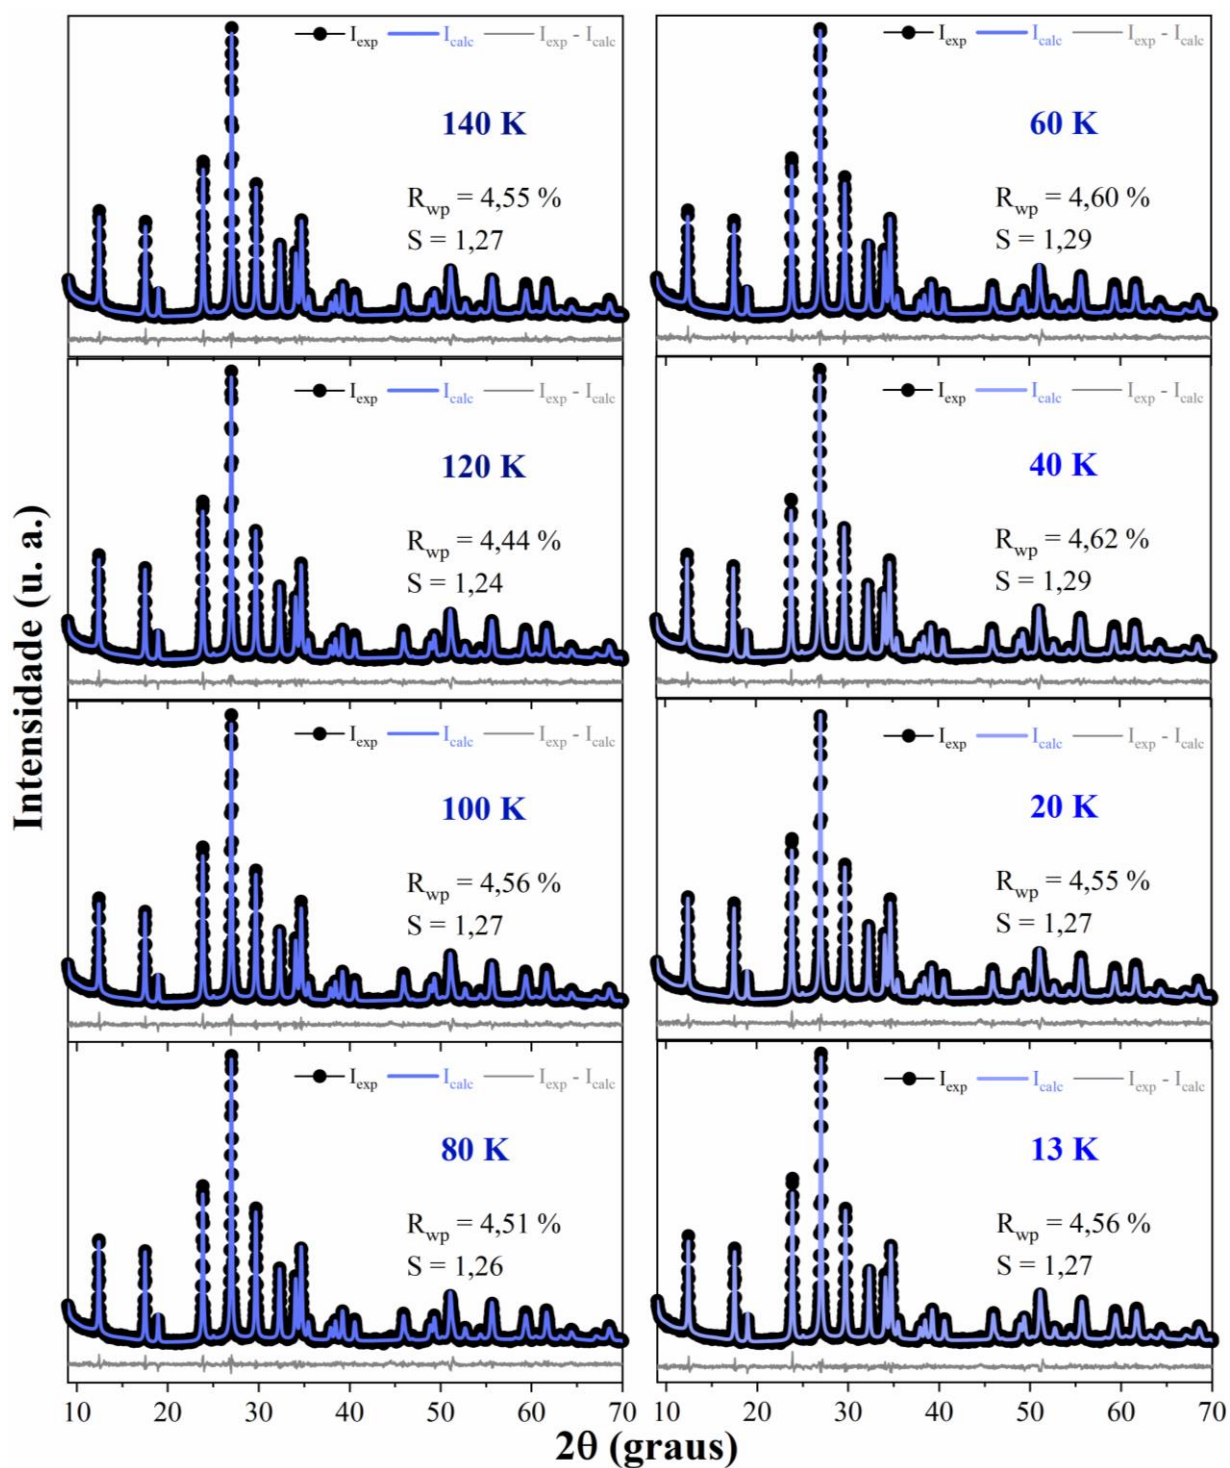 Intensidade (u. a.)
I_exp I_calc I_exp - I_calc
140 K
R_wp = 4,55 %
S = 1,27
I_exp I_calc I_exp - I_calc
120 K
R_wp = 4,44 %
S = 1,24
I_exp I_calc I_exp - I_calc
100 K
R_wp = 4,56 %
S = 1,27
I_exp I_calc I_exp - I_calc
80 K
R_wp = 4,51 %
S = 1,26
10 20 30 40 50 60 70
I_exp I_calc I_exp - I_calc
60 K
R_wp = 4,60 %
S = 1,29
I_exp I_calc I_exp - I_calc
40 K
R_wp = 4,62 %
S = 1,29
I_exp I_calc I_exp - I_calc
20 K
R_wp = 4,55 %
S = 1,27
I_exp I_calc I_exp - I_calc
13 K
R_wp = 4,56 %
S = 1,27
10 20 30 40 50 60 70
2θ (graus)